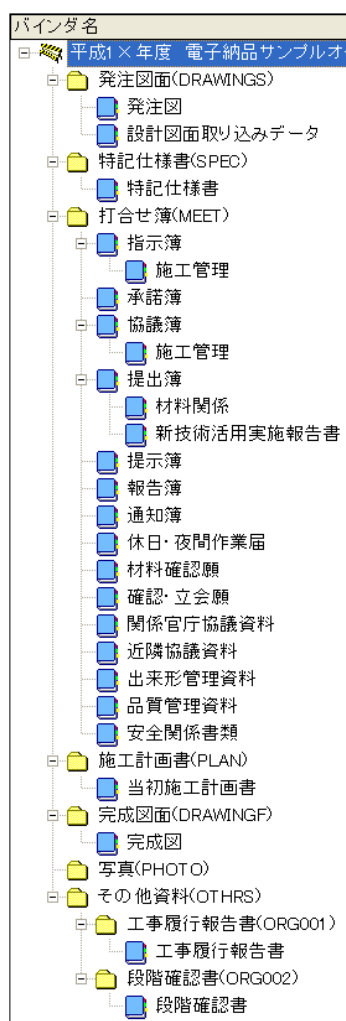 バインダ名
平成1×年度 電子納品サンプルオ
発注図面(DRAWINGS)
発注図
設計図面取り込みデータ
特記仕様書(SPEC)
特記仕様書
打合せ簿(MEET)
指示簿
施工管理
承諾簿
協議簿
施工管理
提出簿
材料関係
新技術活用実施報告書
提示簿
報告簿
通知簿
休日・夜間作業届
材料確認願
確認・立会願
関係官庁協議資料
近隣協議資料
出来形管理資料
品質管理資料
安全関係書類
施工計画書(PLAN)
当初施工計画書
完成図面(DRAWINGF)
完成図
写真(PHOTO)
その他資料(OTHRS)
工事履行報告書(ORG001)
工事履行報告書
段階確認書(ORG002)
段階確認書